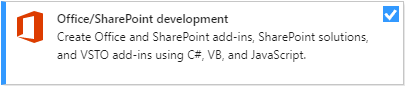 Office/SharePoint development
Create Office and SharePoint add-ins, SharePoint solutions,
and VSTO add-ins using C#, VB, and JavaScript.